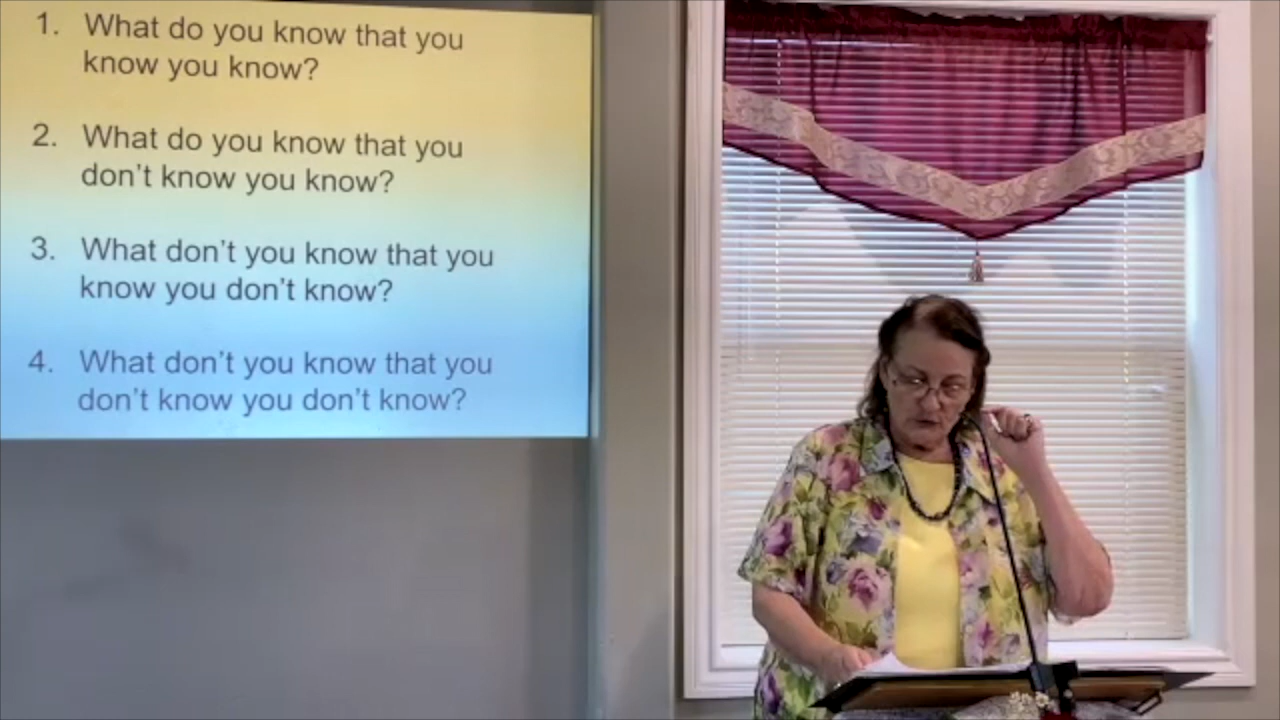 1. What do you know that you
know you know?
2. What do you know that you
don't know you know?
3. What don't you know that you
know you don't know?
4. What don't you know that you
don't know you don't know?